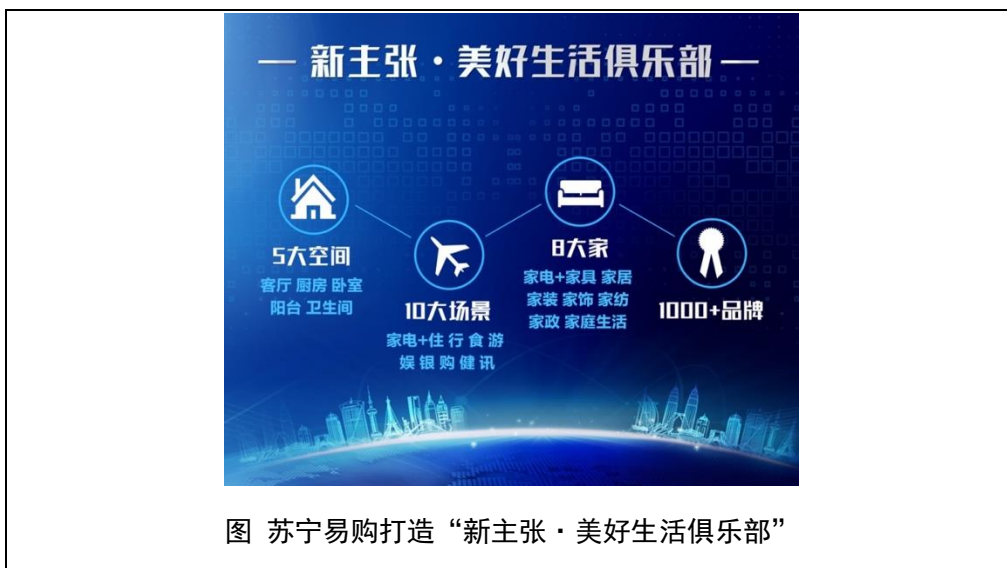 — 新主张·美好生活俱乐部 —
5大空间
客厅 厨房 卧室
阳台 卫生间
10大场景
家电+住 行 食 游
娱 银 购 健 讯
8大家
家电+家具 家居
家装 家饰 家纺
家政 家庭生活
1000+品牌
图 苏宁易购打造“新主张·美好生活俱乐部”